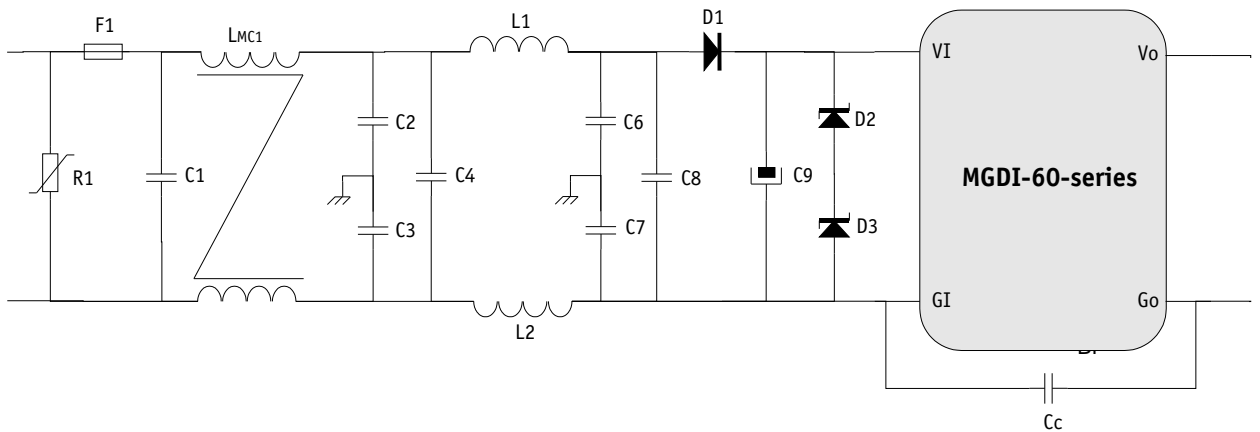 F1
LMC1
L1
D1
VI
Vo
C2
C6
D2
R1
C1
C4
C8
C9
MGDI-60-series
C3
C7
D3
GI
Go
L2
Cc